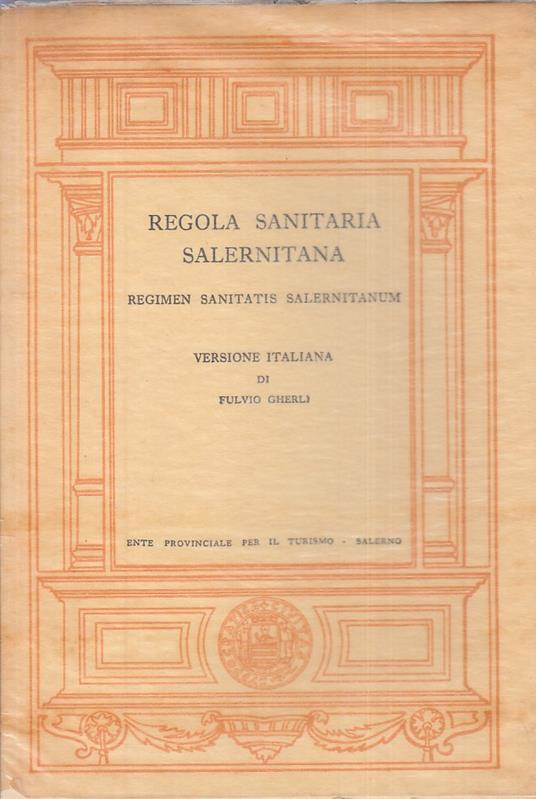 REGOLA SANITARIA
SALERNITANA
REGIMEN SANITATIS SALERNITANUM
VERSIONE ITALIANA
DI
FULVIO GHERLI
ENTE PROVINCIALE PER IL TURISMO - SALERNO